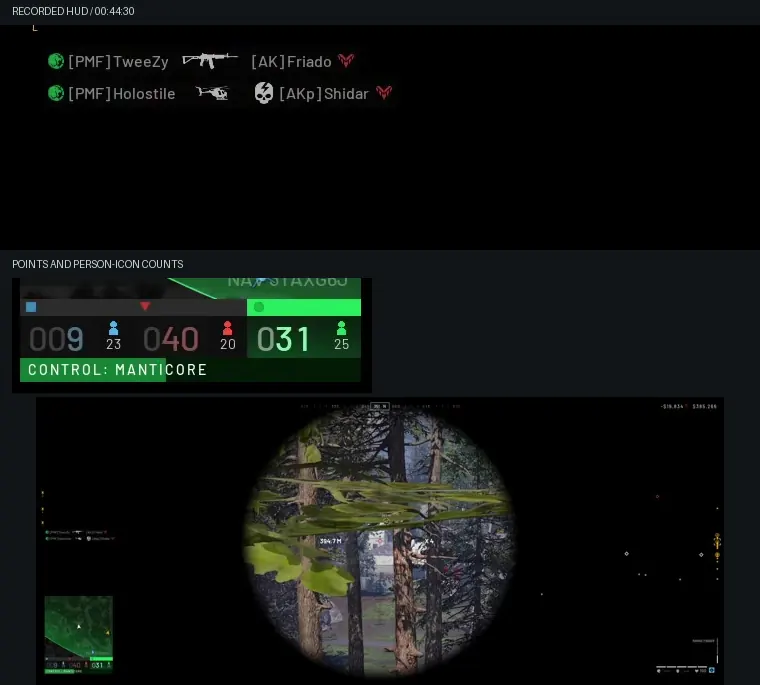 RECORDED HUD / 00:44:30
[PMF] TweeZy [AK] Friado
[PMF] Holostile [AKp] Shidar
POINTS AND PERSON-ICON COUNTS
009 23 040 20 031 25
CONTROL: MANTICORE
394.7 M X 4